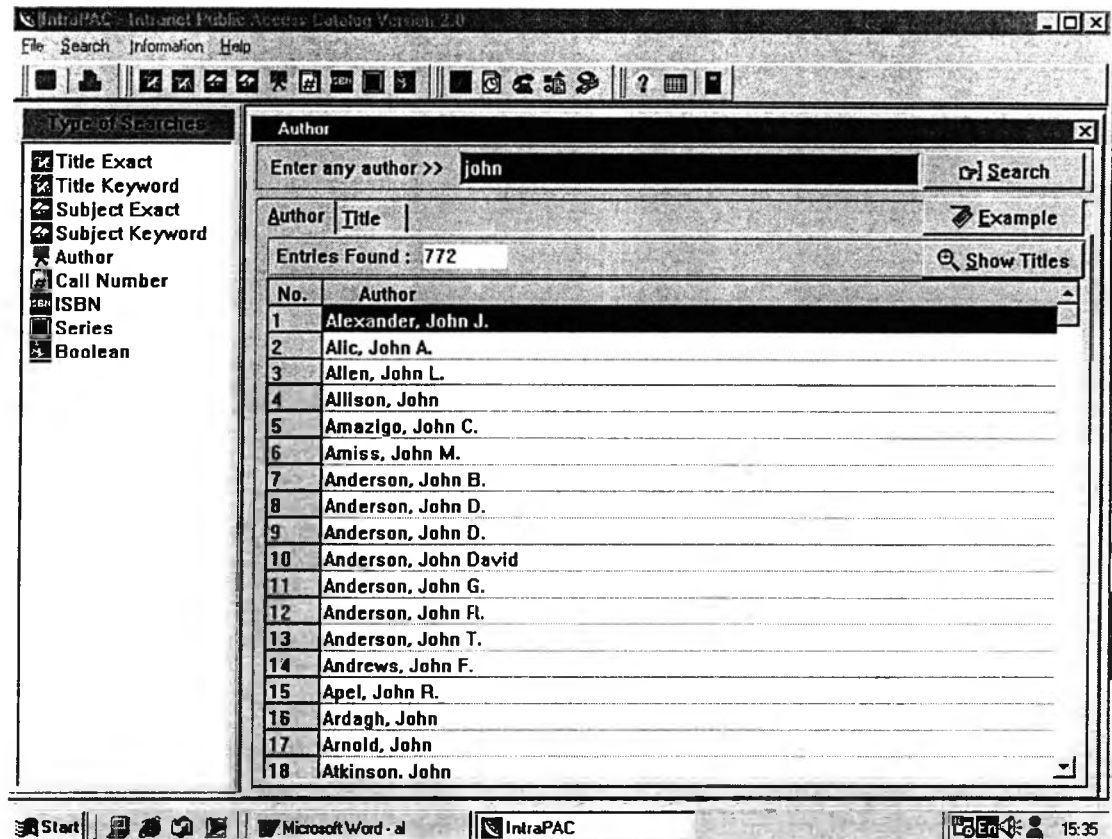 IntraPAC - Intranet Public Access Catalog Version 2.0
File Search Information Help
Type of Searches
Title Exact
Title Keyword
Subject Exact
Subject Keyword
Author
Call Number
ISBN
Series
Boolean
Author
Enter any author >> john
Search
Author Title
Example
Entries Found : 772
Show Titles
No. Author
1 Alexander, John J.
2 Alic, John A.
3 Allen, John L.
4 Allison, John
5 Amazigo, John C.
6 Amiss, John M.
7 Anderson, John B.
8 Anderson, John D.
9 Anderson, John D.
10 Anderson, John David
11 Anderson, John G.
12 Anderson, John R.
13 Anderson, John T.
14 Andrews, John F.
15 Apel, John R.
16 Ardagh, John
17 Arnold, John
18 Atkinson, John
Start Microsoft Word - al IntraPAC En 15:35